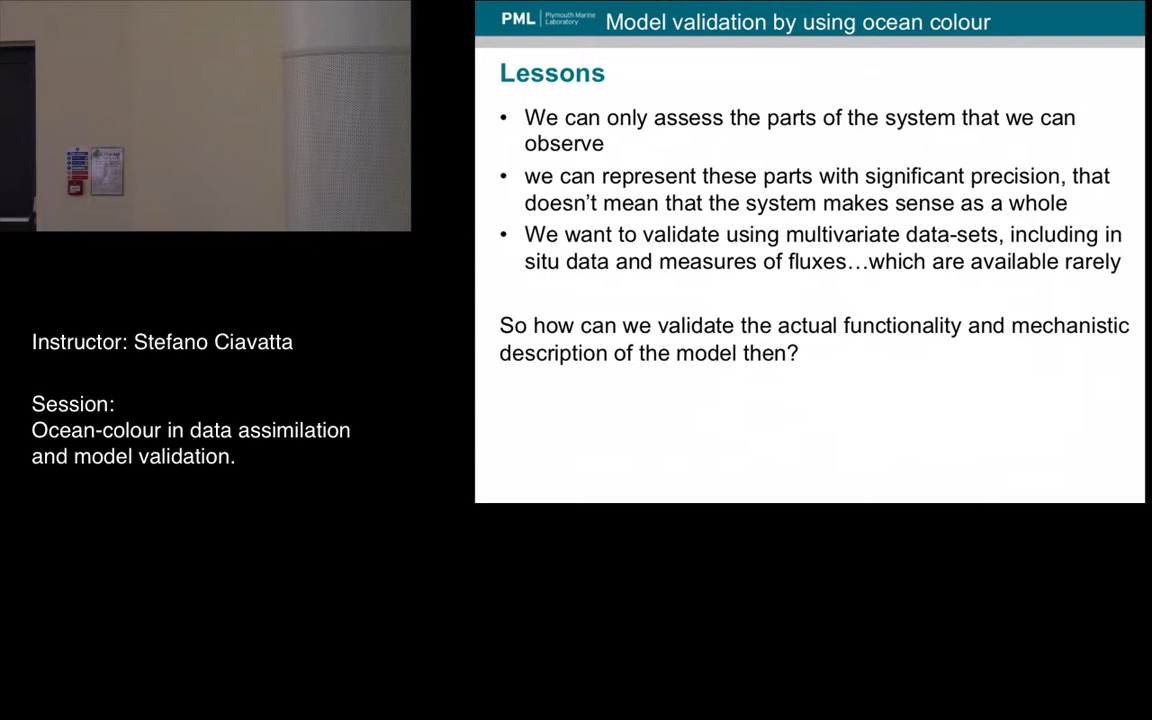 PML | Plymouth Marine
Laboratory
Model validation by using ocean colour
Lessons
• We can only assess the parts of the system that we can
observe
• we can represent these parts with significant precision, that
doesn’t mean that the system makes sense as a whole
• We want to validate using multivariate data-sets, including in
situ data and measures of fluxes…which are available rarely
So how can we validate the actual functionality and mechanistic
description of the model then?
Instructor: Stefano Ciavatta
Session:
Ocean-colour in data assimilation
and model validation.